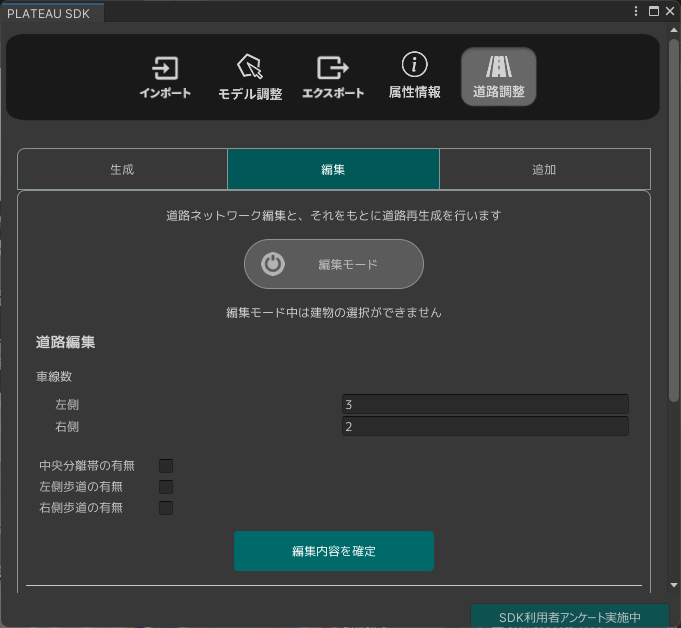 PLATEAU SDK
インポート
モデル調整
エクスポート
属性情報
道路調整
生成
編集
追加
道路ネットワーク編集と、それをもとに道路再生成を行います
編集モード
編集モード中は建物の選択ができません
道路編集
車線数
左側
3
右側
2
中央分離帯の有無
左側歩道の有無
右側歩道の有無
編集内容を確定
SDK利用者アンケート実施中